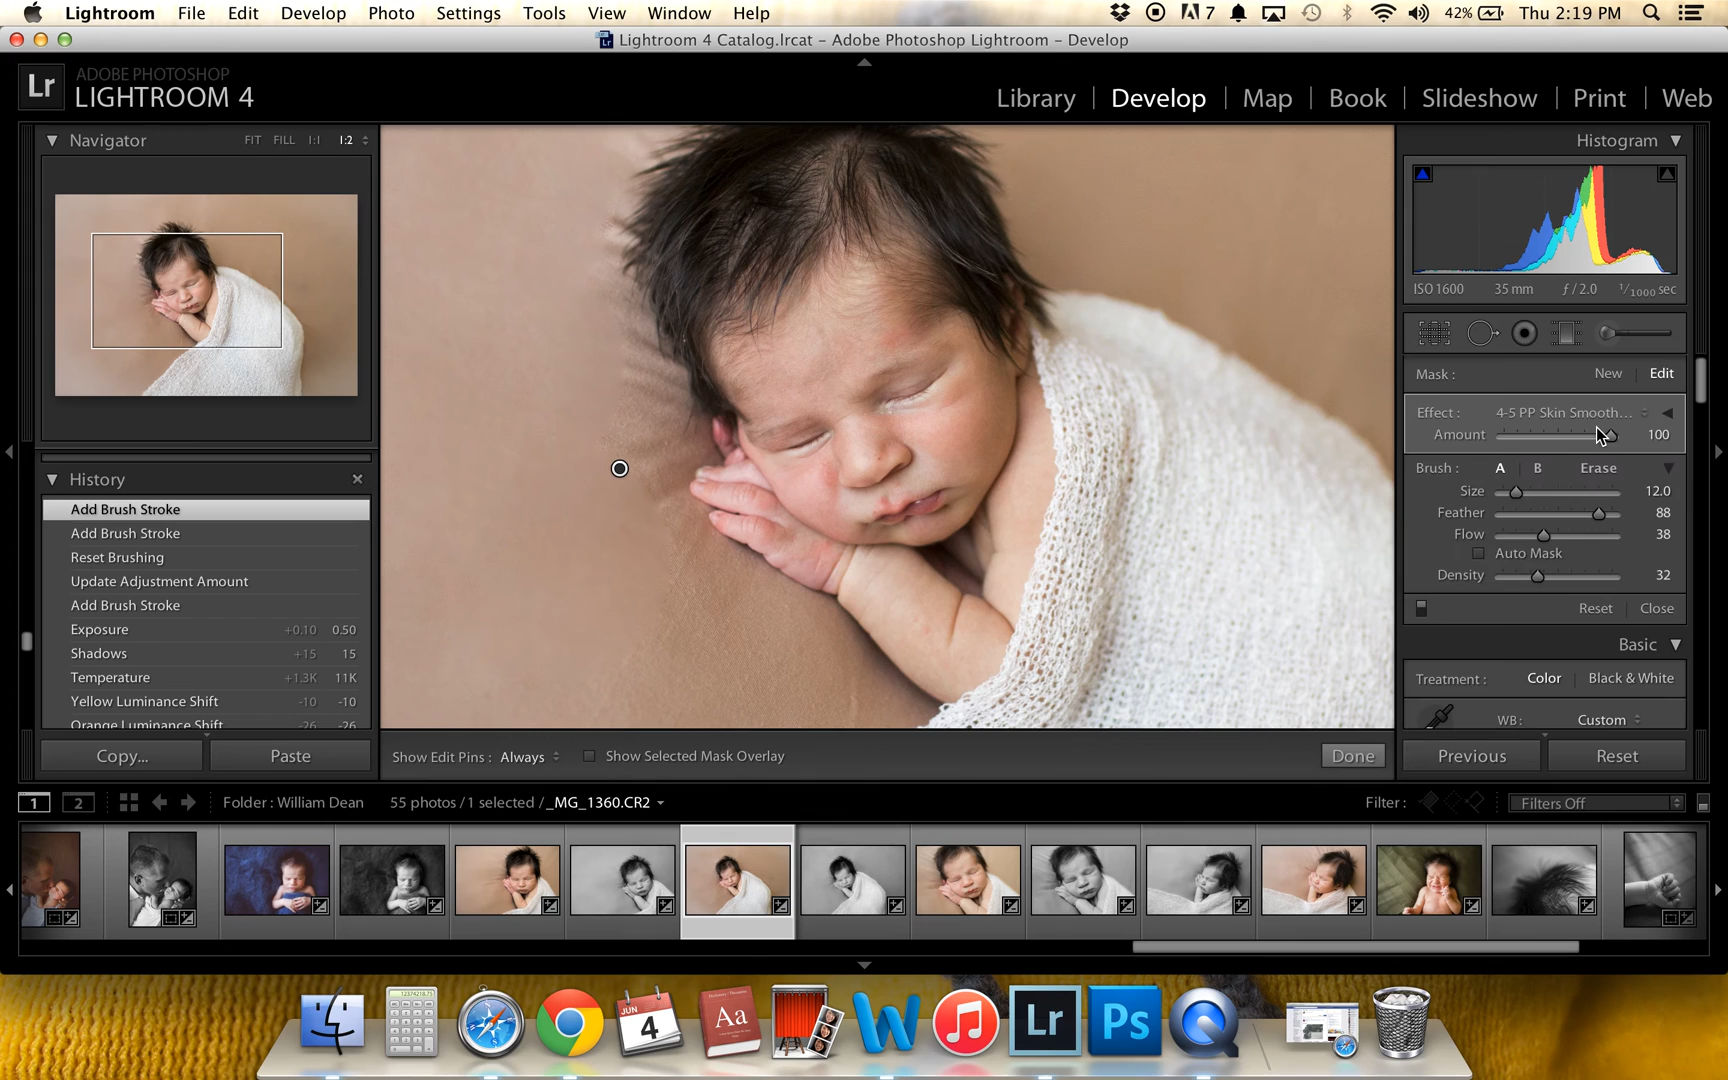 Lightroom File Edit Develop Photo Settings Tools View Window Help 7 42% Thu 2:19 PM
Lightroom 4 Catalog.lrcat – Adobe Photoshop Lightroom – Develop
Lr ADOBE PHOTOSHOP
LIGHTROOM 4
Library | Develop | Map | Book | Slideshow | Print | Web
Navigator FIT FILL 1:1 1:2
Histogram
ISO 1600 35 mm ƒ / 2.0 1/1000 sec
Mask : New Edit
Effect : 4-5 PP Skin Smooth...
Amount 100
Brush : A B Erase
Size 12.0
Feather 88
Flow 38
Auto Mask
Density 32
Reset Close
Basic
Treatment : Color Black & White
WB : Custom
Previous Reset
History
Add Brush Stroke
Add Brush Stroke
Reset Brushing
Update Adjustment Amount
Add Brush Stroke
Exposure +0.10 0.50
Shadows +15 15
Temperature +1.3K 11K
Yellow Luminance Shift -10 -10
Orange Luminance Shift -26 -26
Copy... Paste
Show Edit Pins : Always Show Selected Mask Overlay Done
1 2 Folder : William Dean 55 photos / 1 selected / _MG_1360.CR2 Filter : Filters Off
JUN
4
Aa
W
Lr
Ps